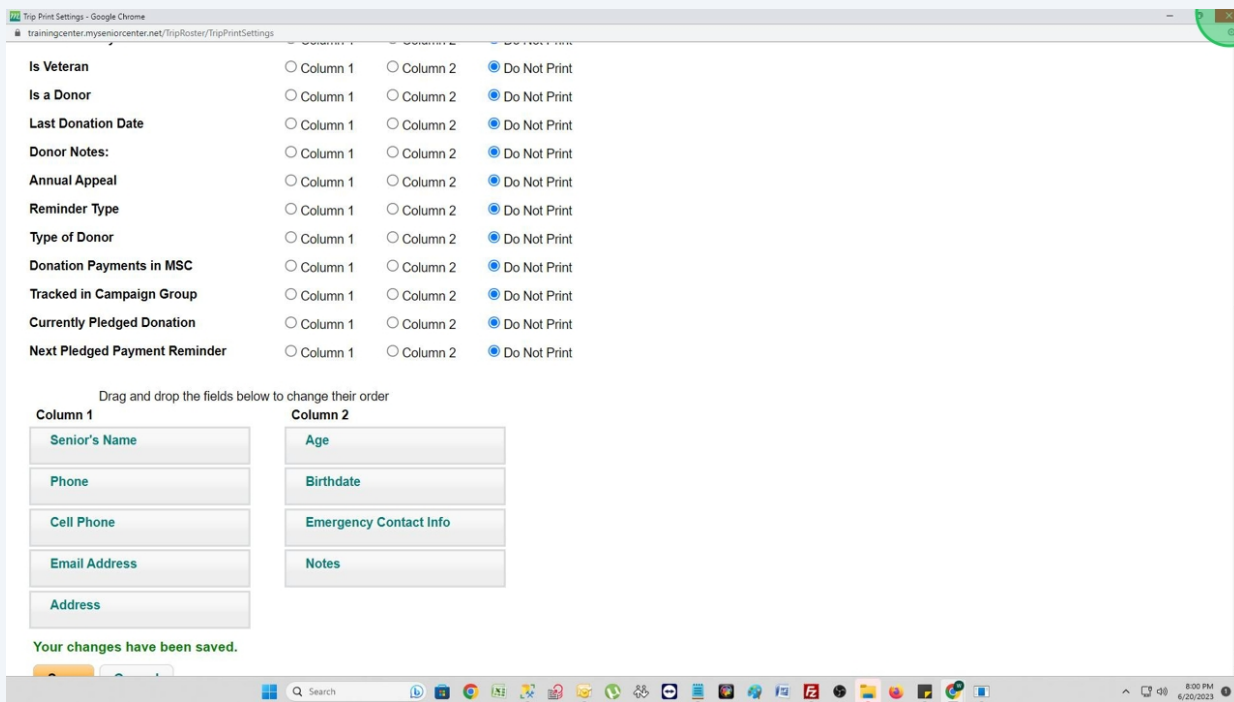 Trip Print Settings - Google Chrome
trainingcenter.myseniorcenter.net/TripRoster/TripPrintSettings
Is Veteran Column 1 Column 2 Do Not Print
Is a Donor Column 1 Column 2 Do Not Print
Last Donation Date Column 1 Column 2 Do Not Print
Donor Notes: Column 1 Column 2 Do Not Print
Annual Appeal Column 1 Column 2 Do Not Print
Reminder Type Column 1 Column 2 Do Not Print
Type of Donor Column 1 Column 2 Do Not Print
Donation Payments in MSC Column 1 Column 2 Do Not Print
Tracked in Campaign Group Column 1 Column 2 Do Not Print
Currently Pledged Donation Column 1 Column 2 Do Not Print
Next Pledged Payment Reminder Column 1 Column 2 Do Not Print
Drag and drop the fields below to change their order
Column 1 Column 2
Senior's Name Age
Phone Birthdate
Cell Phone Emergency Contact Info
Email Address Notes
Address
Your changes have been saved.
Search
8:00 PM
6/20/2023